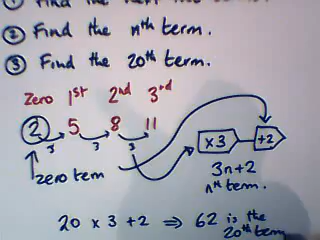 ② Find the nth term.
③ Find the 20th term.
Zero 1st 2nd 3rd
2 5 8 11
3 3 3
×3 +2
zero term
3n+2
nth term.
20 × 3 + 2 ⇒ 62 is the
20th term